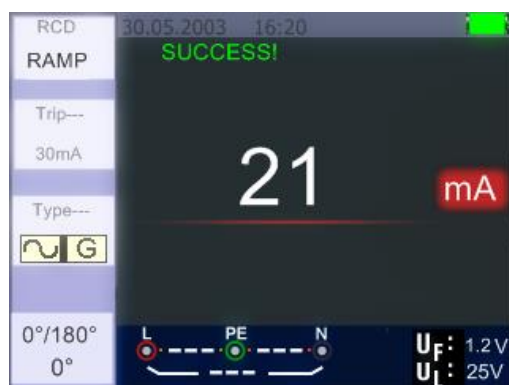 RCD
30.05.2003 16:20
RAMP
SUCCESS!
Trip---
30mA
21
mA
Type---
G
0°/180°
0°
L PE N
UF: 1.2V
UL: 25V